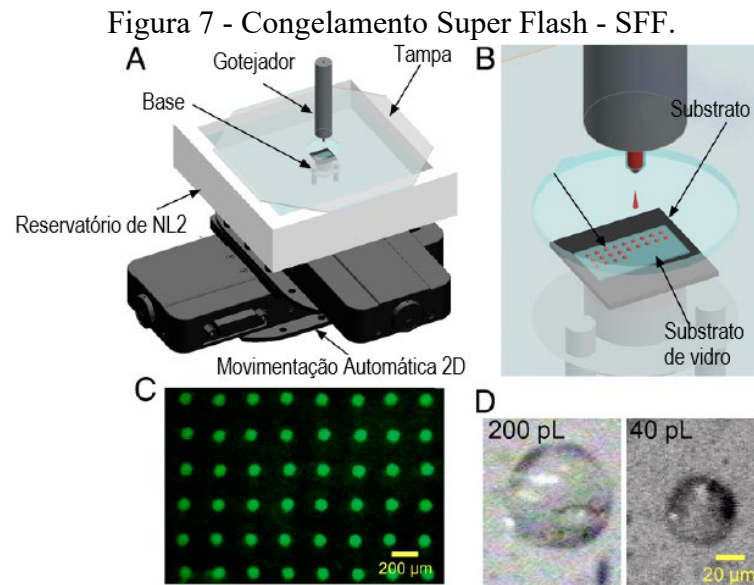 Figura 7 - Congelamento Super Flash - SFF.
A
Gotejador
Tampa
Base
Reservatório de NL2
Movimentação Automática 2D
B
Substrato
Substrato
de vidro
C
200 µm
D
200 pL
40 pL
20 µm